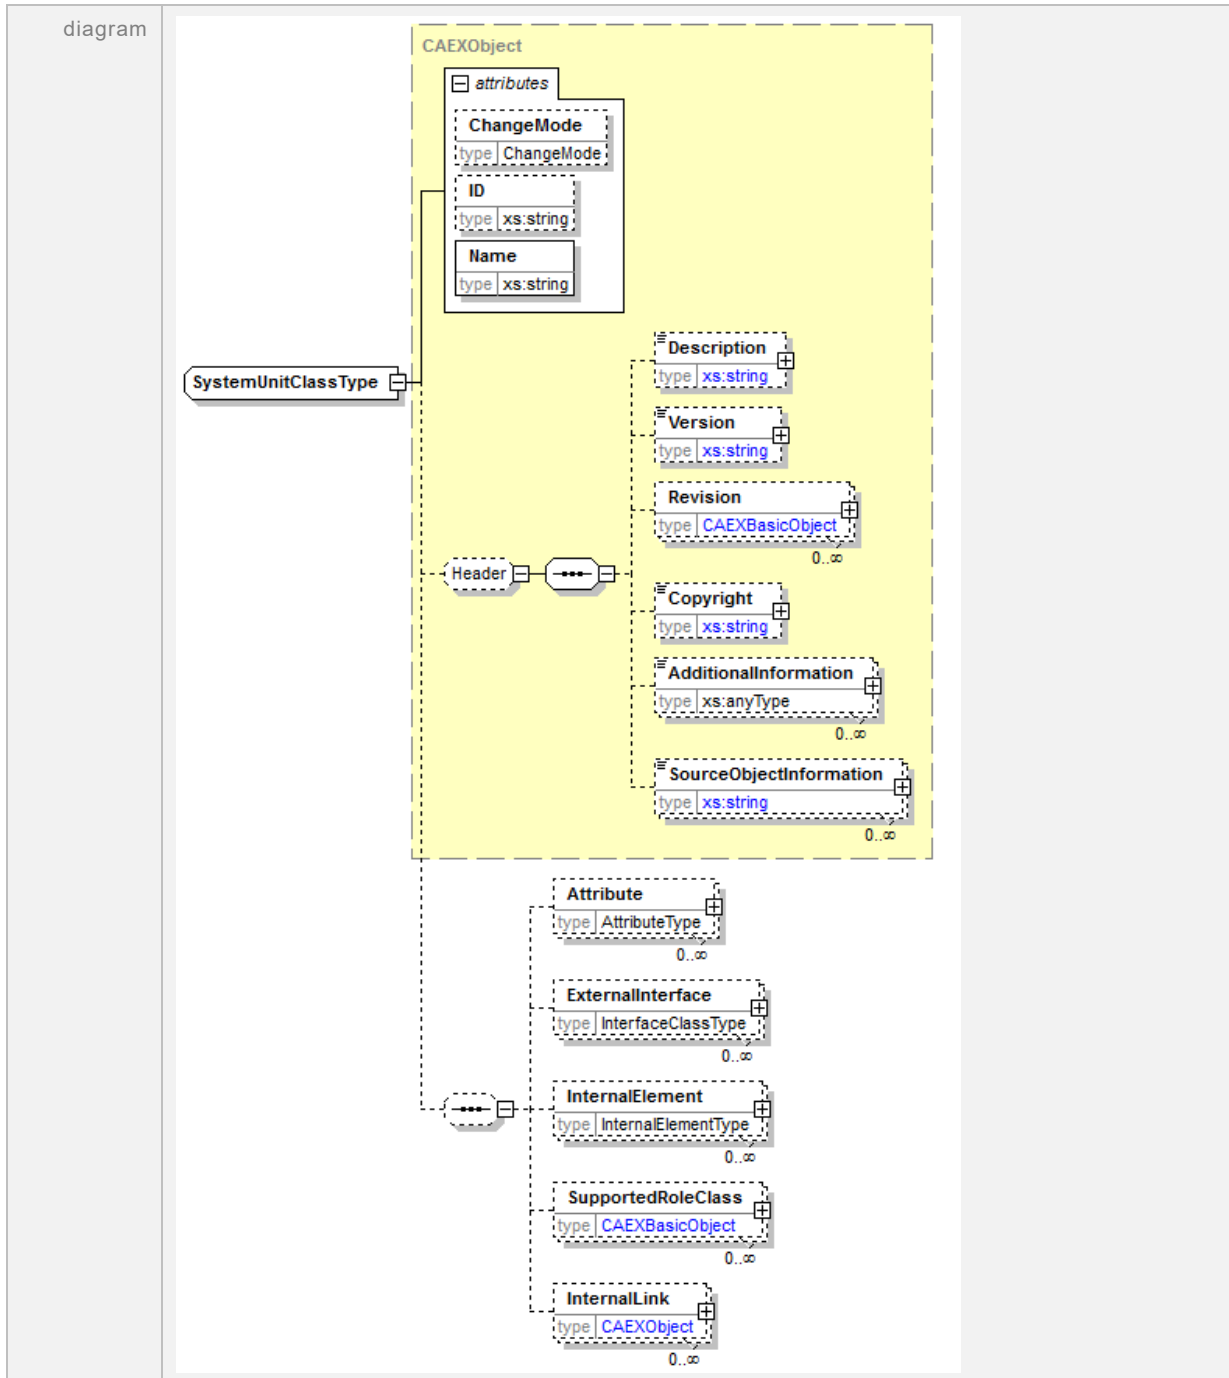 diagram
CAEXObject
attributes
ChangeMode
type ChangeMode
ID
type xs:string
Name
type xs:string
SystemUnitClassType
Description
type xs:string
Version
type xs:string
Revision
type CAEXBasicObject
0..∞
Header
Copyright
type xs:string
AdditionalInformation
type xs:anyType
0..∞
SourceObjectInformation
type xs:string
0..∞
Attribute
type AttributeType
0..∞
ExternalInterface
type InterfaceClassType
0..∞
InternalElement
type InternalElementType
0..∞
SupportedRoleClass
type CAEXBasicObject
0..∞
InternalLink
type CAEXObject
0..∞